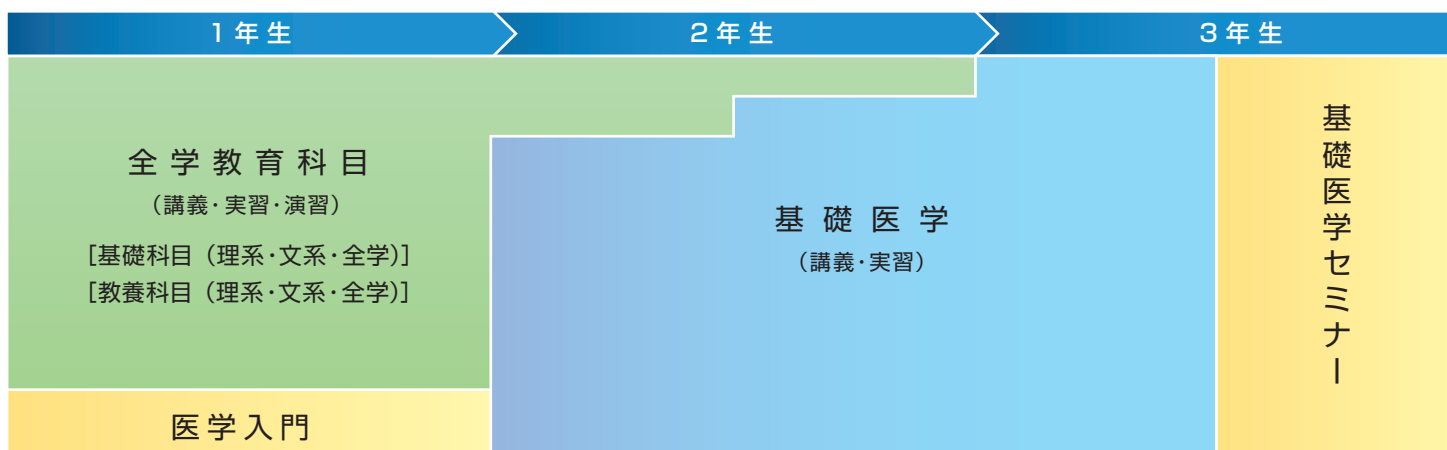 1年生
2年生
3年生
全学教育科目
（講義・実習・演習）
［基礎科目（理系・文系・全学）］
［教養科目（理系・文系・全学）］
医学入門
基礎医学
（講義・実習）
基礎医学セミナー